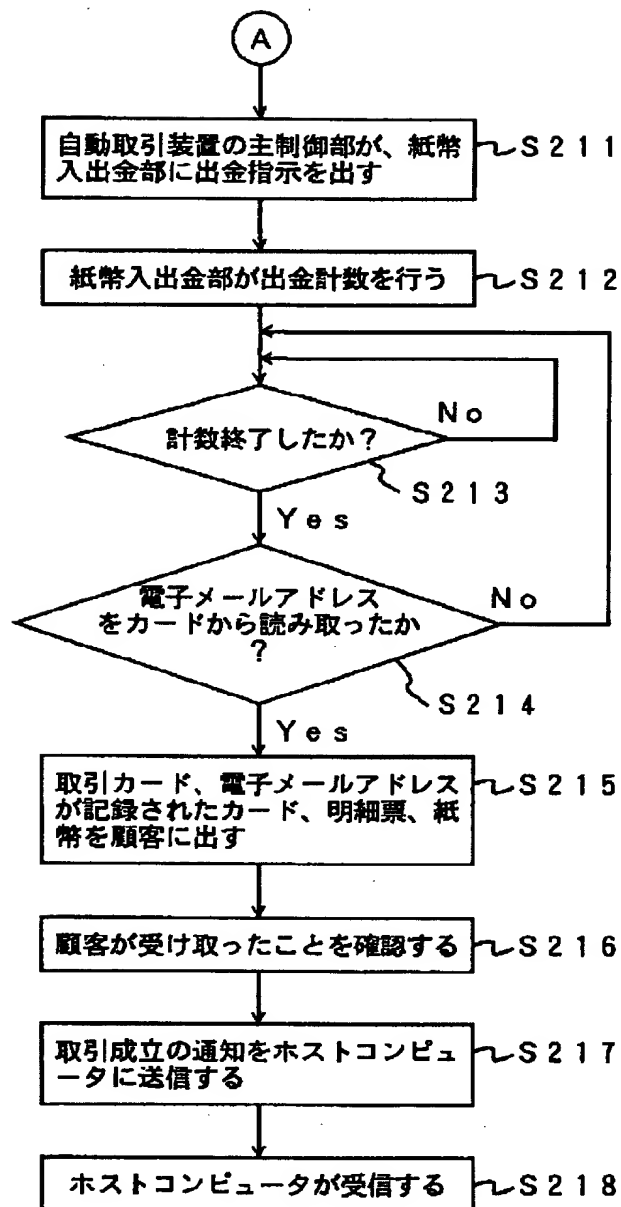 A
自動取引装置の主制御部が、紙幣
入出金部に出金指示を出す
S211
紙幣入出金部が出金計数を行う
S212
計数終了したか?
No
S213
Yes
電子メールアドレス
をカードから読み取ったか
?
No
S214
Yes
取引カード、電子メールアドレス
が記録されたカード、明細票、紙
幣を顧客に出す
S215
顧客が受け取ったことを確認する
S216
取引成立の通知をホストコンピュ
ータに送信する
S217
ホストコンピュータが受信する
S218